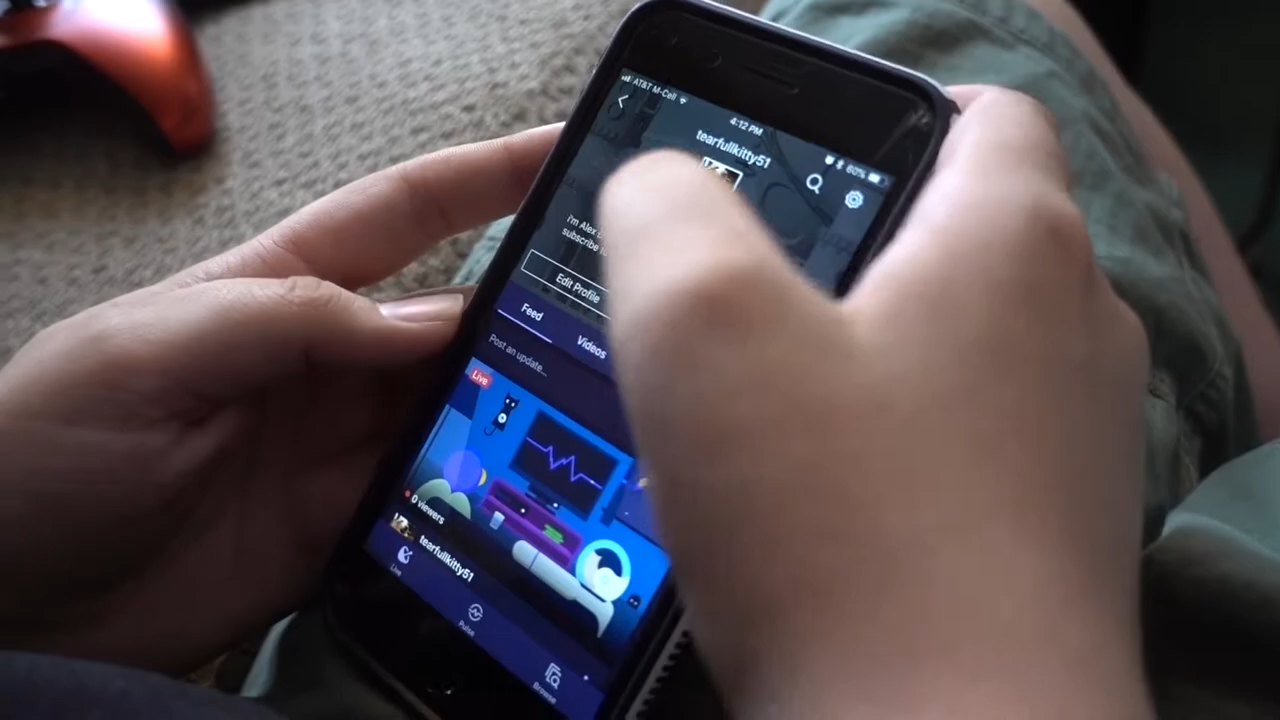 AT&T M-Cell
4:12 PM
60%
tearfullkitty51
i'm Alex
subscribe
Edit Profile
Feed
Videos
Post an update...
Live
0 viewers
tearfullkitty51
Live
Pulse
Browse